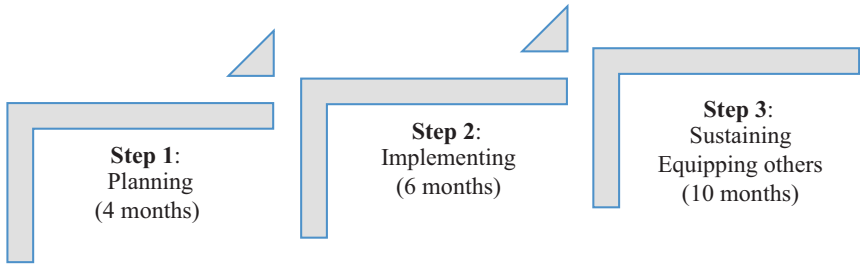 Step 1:
Planning
(4 months)
Step 2:
Implementing
(6 months)
Step 3:
Sustaining
Equipping others
(10 months)